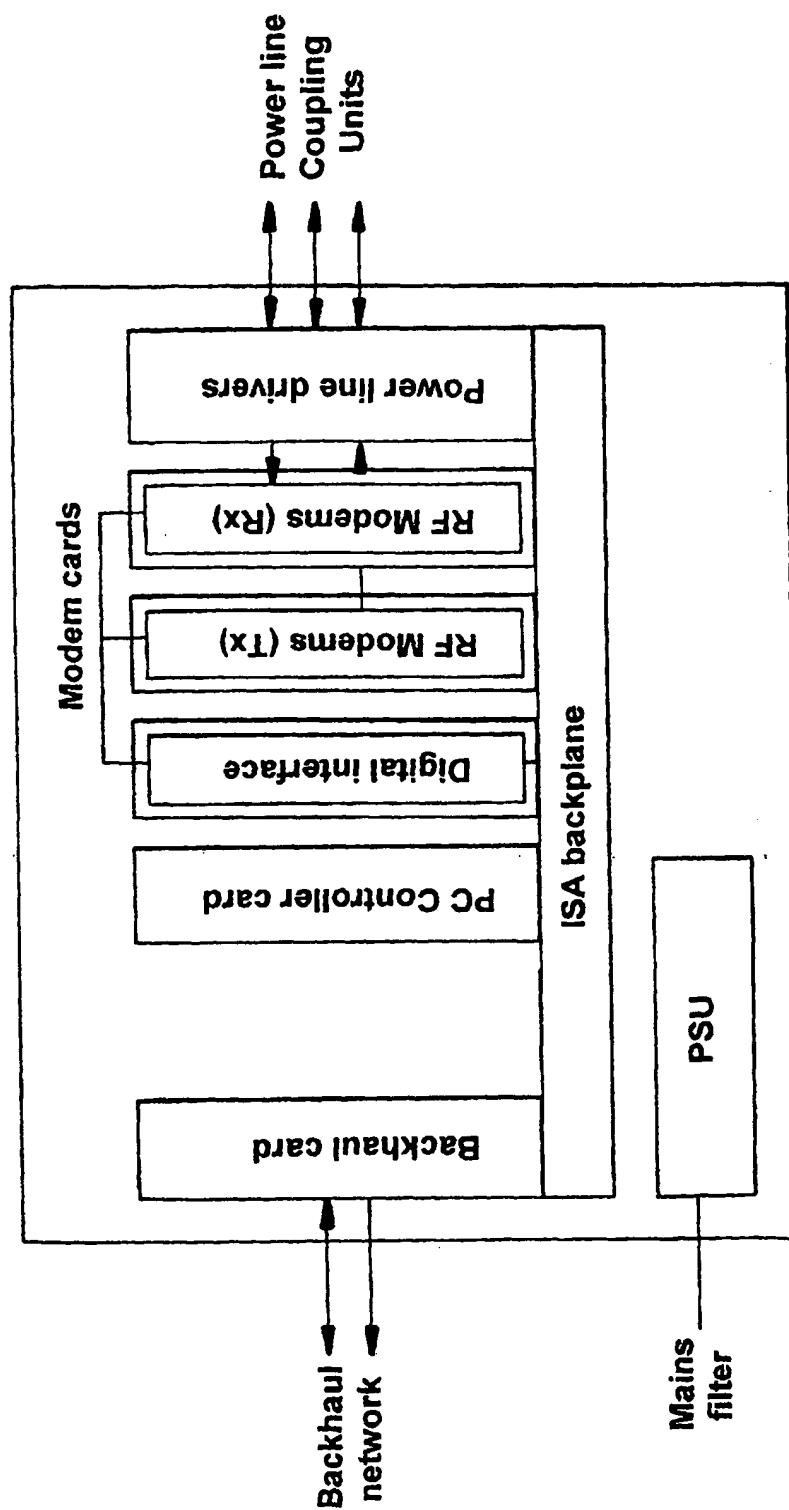 Modem cards
Backhaul
network
Backhaul card
PC Controller card
Digital interface
RF Modems (Tx)
RF Modems (Rx)
Power line drivers
Power line
Coupling
Units
ISA backplane
PSU
Mains
filter